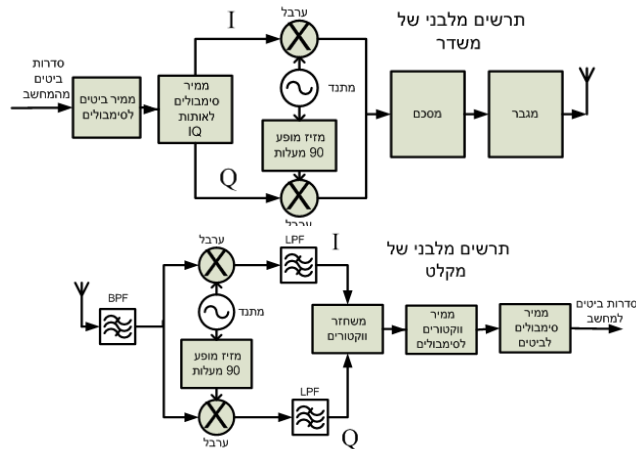 תרשים מלבני של
משדר
סדרות
ביטים
מהמחשב
ממיר ביטים
לסימבולים
ממיר
סימבולים
לאותות
IQ
I
Q
ערבל
מתנד
מזיז מופע
90 מעלות
ערבל
מסכם
מגבר
תרשים מלבני של
מקלט
BPF
ערבל
מתנד
מזיז מופע
90 מעלות
ערבל
LPF
I
LPF
Q
משחזר
ווקטורים
ממיר
ווקטורים
לסימבולים
ממיר
סימבולים
לביטים
סדרות ביטים
למחשב